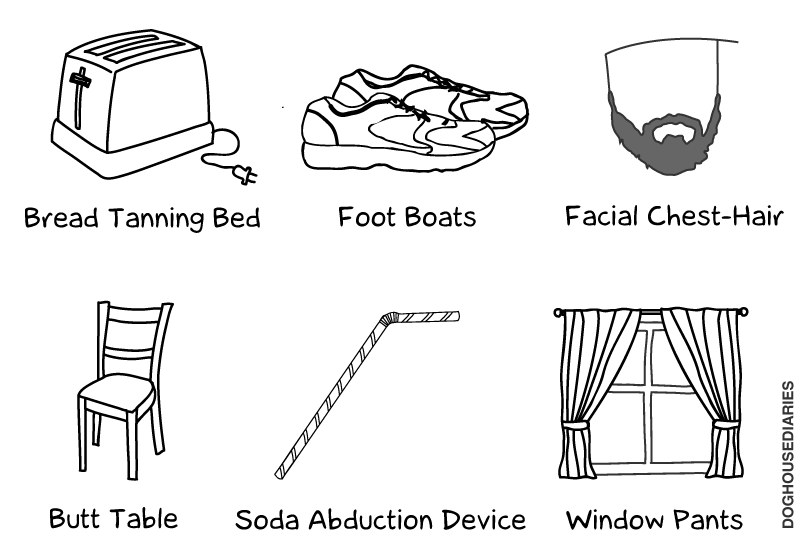 Bread Tanning Bed
Foot Boats
Facial Chest-Hair
Butt Table
Soda Abduction Device
Window Pants
DOGHOUSEDIARIES